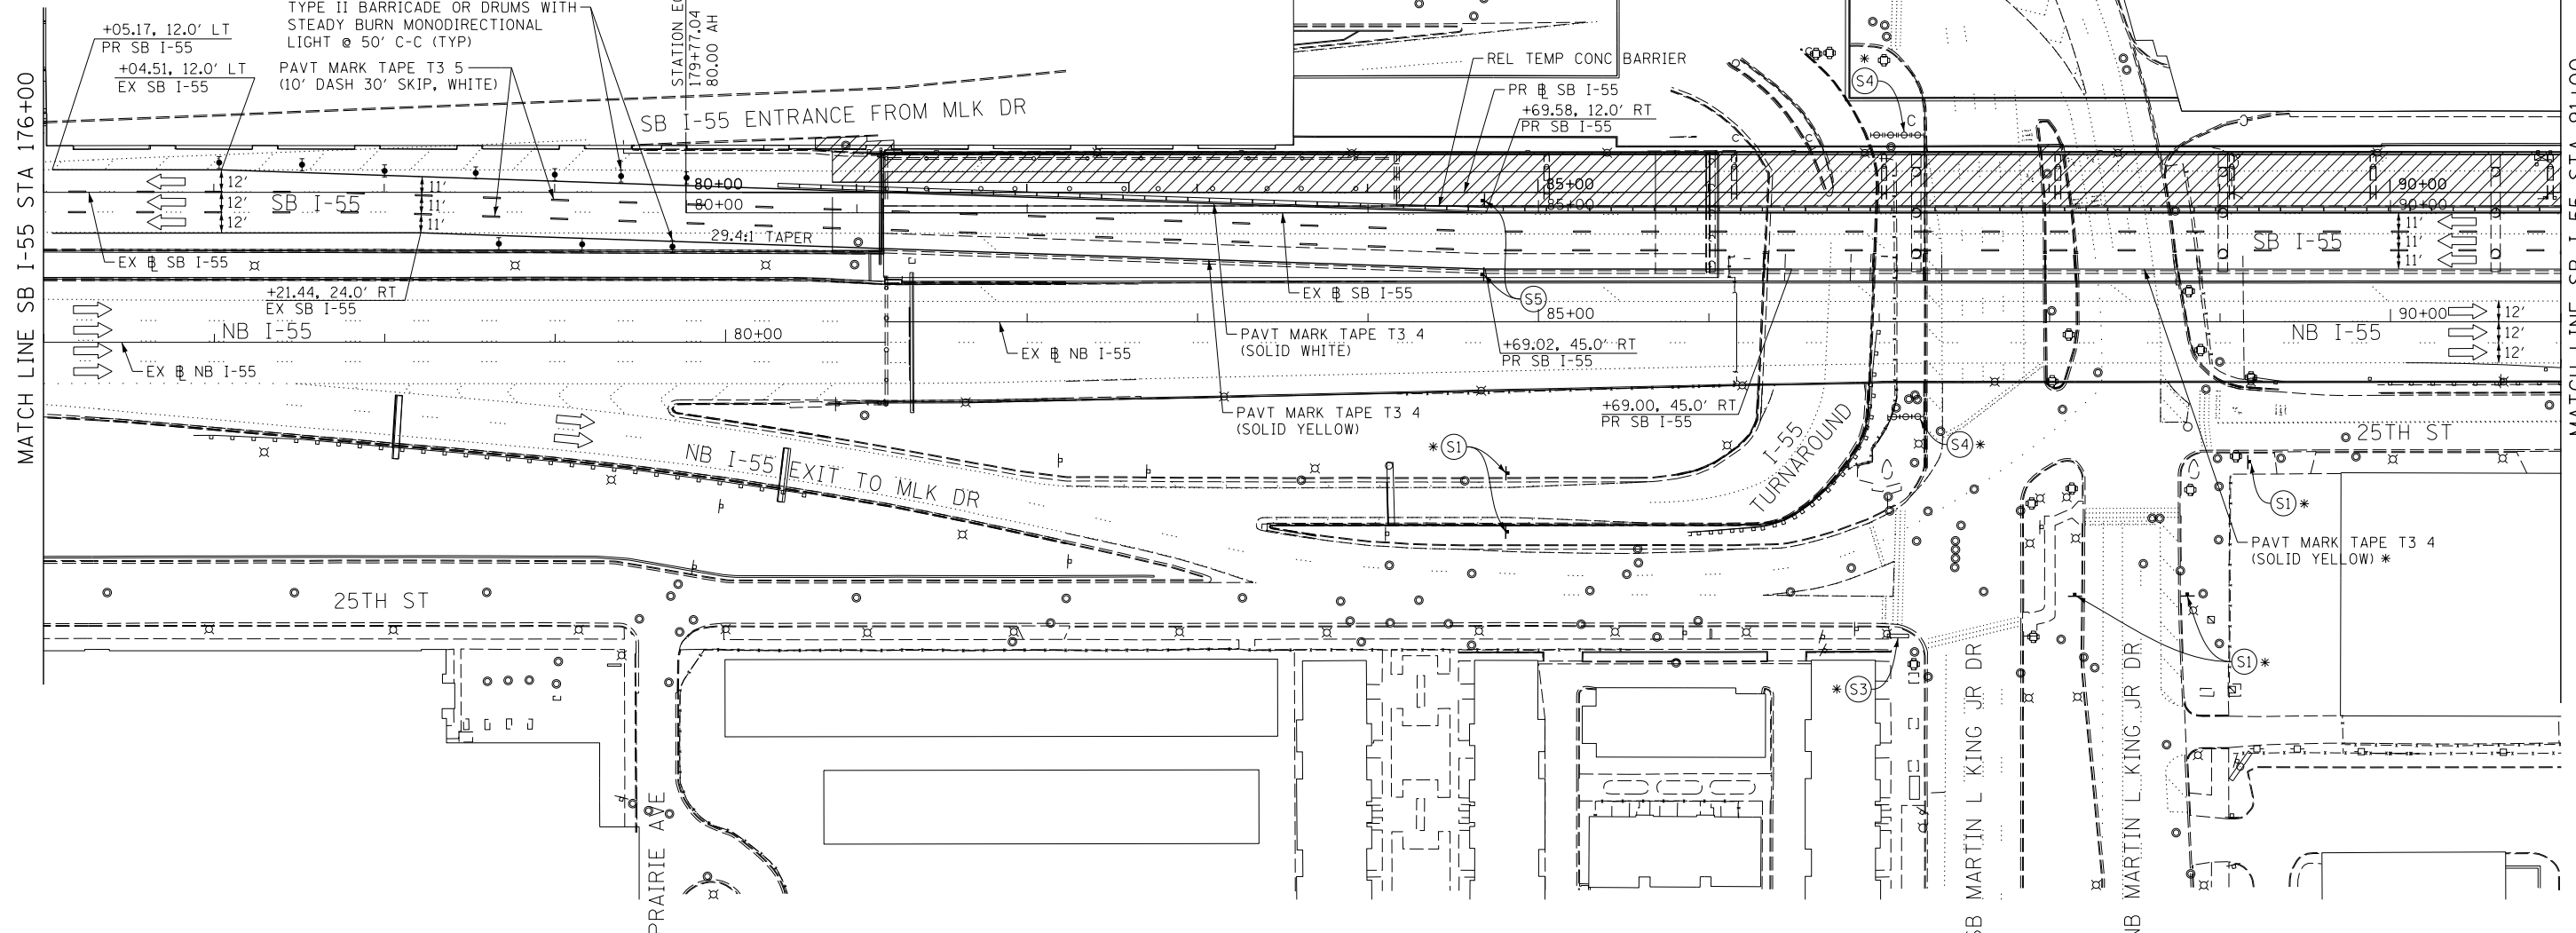 TYPE II BARRICADE OR DRUMS WITH
STEADY BURN MONODIRECTIONAL
LIGHT @ 50' C-C (TYP)
PAVT MARK TAPE T3 5
(10' DASH 30' SKIP, WHITE)
+05.17, 12.0' LT
PR SB I-55
+04.51, 12.0' LT
EX SB I-55
179+77.04
80.00 AH
MATCH LINE SB I-55 STA 176+00
SB I-55 ENTRANCE FROM MLK DR
REL TEMP CONC BARRIER
PR ⅊ SB I-55
+69.58, 12.0' RT
PR SB I-55
S4
C
C
C
C
12'
12'
12'
SB I-55
11'
11'
11'
80+00
80+00
85+00
85+00
90+00
90+00
29.4:1 TAPER
EX ⅊ SB I-55
+21.44, 24.0' RT
EX SB I-55
EX ⅊ SB I-55
S5
SB I-55
11'
11'
11'
NB I-55
80+00
85+00
90+00
NB I-55
12'
12'
12'
EX ⅊ NB I-55
EX ⅊ NB I-55
PAVT MARK TAPE T3 4
(SOLID WHITE)
+69.02, 45.0' RT
PR SB I-55
PAVT MARK TAPE T3 4
(SOLID YELLOW)
+69.00, 45.0' RT
PR SB I-55
* S1
S4 *
25TH ST
I-55
TURNAROUND
NB I-55 EXIT TO MLK DR
S1 *
PAVT MARK TAPE T3 4
(SOLID YELLOW) *
25TH ST
S1 *
* S3
PRAIRIE AVE
SB MARTIN L KING JR DR
NB MARTIN L KING JR DR